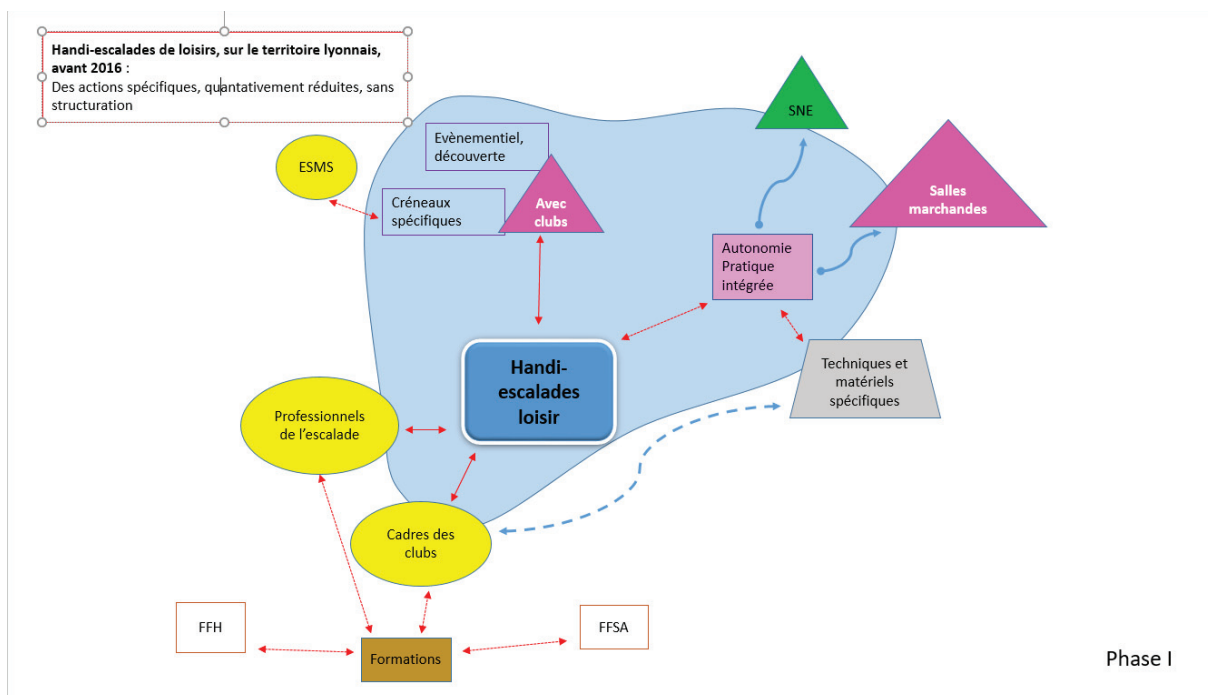 Handi-escalades de loisirs, sur le territoire lyonnais,
avant 2016 :
Des actions spécifiques, quantativement réduites, sans
structuration
SNE
ESMS
Evènementiel,
découverte
Créneaux
spécifiques
Avec
clubs
Salles
marchandes
Autonomie
Pratique
intégrée
Handi-
escalades
loisir
Techniques et
matériels
spécifiques
Professionnels
de l’escalade
Cadres des
clubs
FFH
FFSA
Formations
Phase I